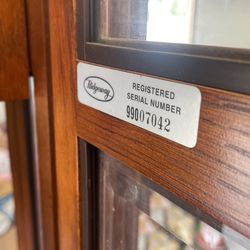 Ridgeway
REGISTERED
SERIAL NUMBER
99007042